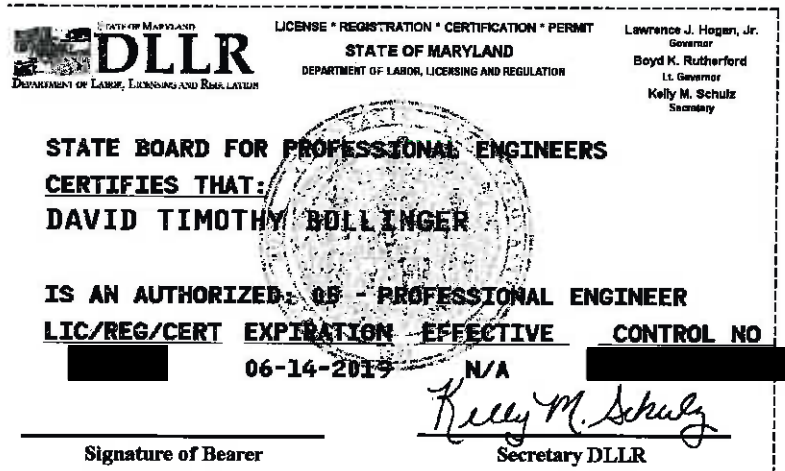 STATE OF MARYLAND
DLLR
DEPARTMENT OF LABOR, LICENSING AND REGULATION
LICENSE * REGISTRATION * CERTIFICATION * PERMIT
STATE OF MARYLAND
DEPARTMENT OF LABOR, LICENSING AND REGULATION
Lawrence J. Hogan, Jr.
Governor
Boyd K. Rutherford
Lt. Governor
Kelly M. Schulz
Secretary
STATE BOARD FOR PROFESSIONAL ENGINEERS
CERTIFIES THAT:
DAVID TIMOTHY BOLLINGER
IS AN AUTHORIZED: 0B - PROFESSIONAL ENGINEER
LIC/REG/CERT EXPIRATION EFFECTIVE CONTROL NO
06-14-2019 N/A
Kelly M. Schulz
Signature of Bearer Secretary DLLR